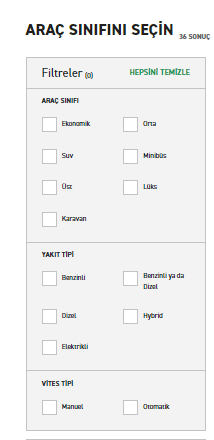 ARAÇ SINIFINI SEÇİN 36 SONUÇ
Filtreler (0) HEPSİNİ TEMİZLE
ARAÇ SINIFI
Ekonomik Orta
Suv Minibüs
Üst Lüks
Karavan
YAKIT TİPİ
Benzinli Benzinli ya da
Dizel
Dizel Hybrid
Elektrikli
VİTES TİPİ
Manuel Otomatik